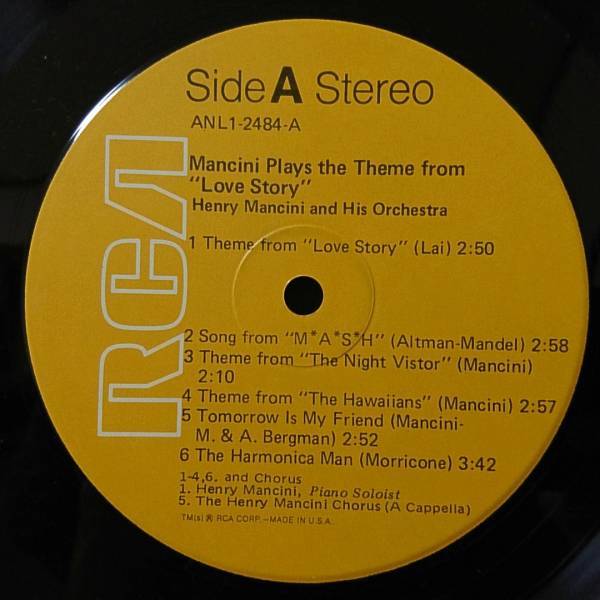 Side A Stereo
ANL1-2484-A
RCA
Mancini Plays the Theme from
"Love Story"
Henry Mancini and His Orchestra
1 Theme from "Love Story" (Lai) 2:50
2 Song from "M*A*S*H" (Altman-Mandel) 2:58
3 Theme from "The Night Vistor" (Mancini)
2:10
4 Theme from "The Hawaiians" (Mancini) 2:57
5 Tomorrow Is My Friend (Mancini-
M. & A. Bergman) 2:52
6 The Harmonica Man (Morricone) 3:42
1-4,6. and Chorus
1. Henry Mancini, Piano Soloist
5. The Henry Mancini Chorus (A Cappella)
TM(s) ® RCA CORP.-MADE IN U.S.A.